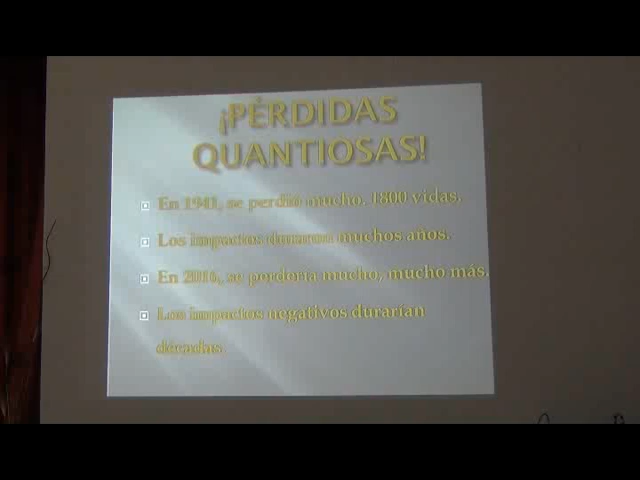 ¡PÉRDIDAS
QUANTIOSAS!
En 1941, se perdió mucho. 1800 vidas.
Los impactos duraron muchos años.
En 2016, se perdería mucho, mucho más.
Los impactos negativos durarían
décadas.